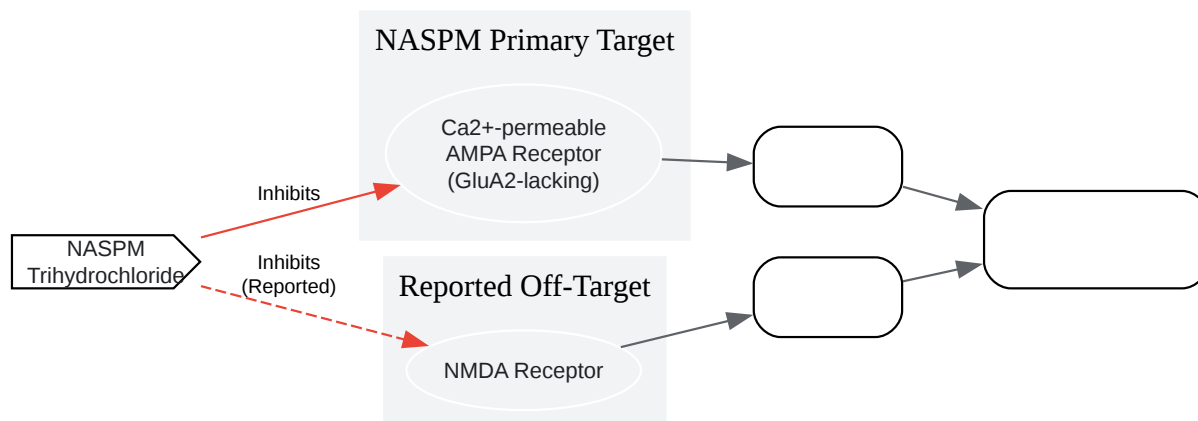 NASPM Primary Target
Ca2+-permeable
AMPA Receptor
(GluA2-lacking)
Inhibits
NASPM
Trihydrochloride
Inhibits
(Reported)
Reported Off-Target
NMDA Receptor